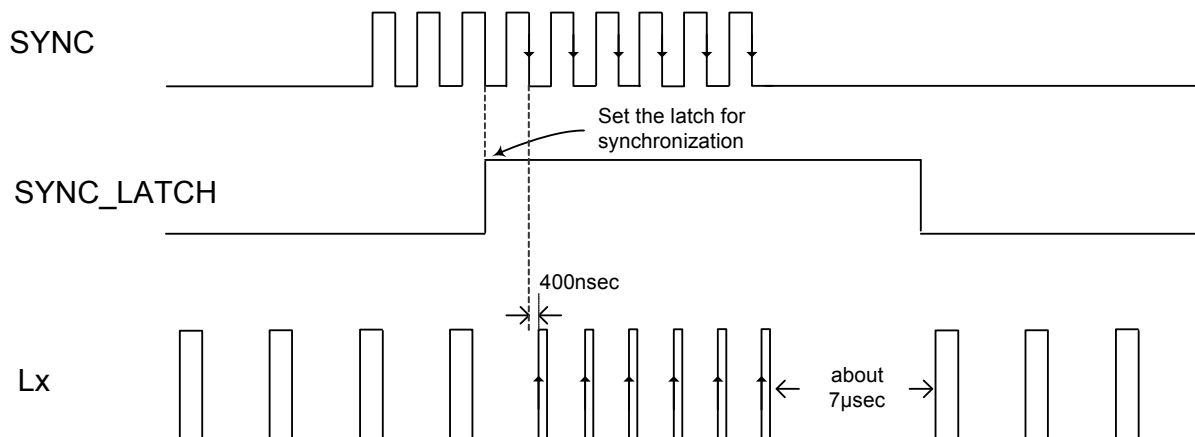 SYNC
Set the latch for
synchronization
SYNC_LATCH
400nsec
Lx
about
7µsec